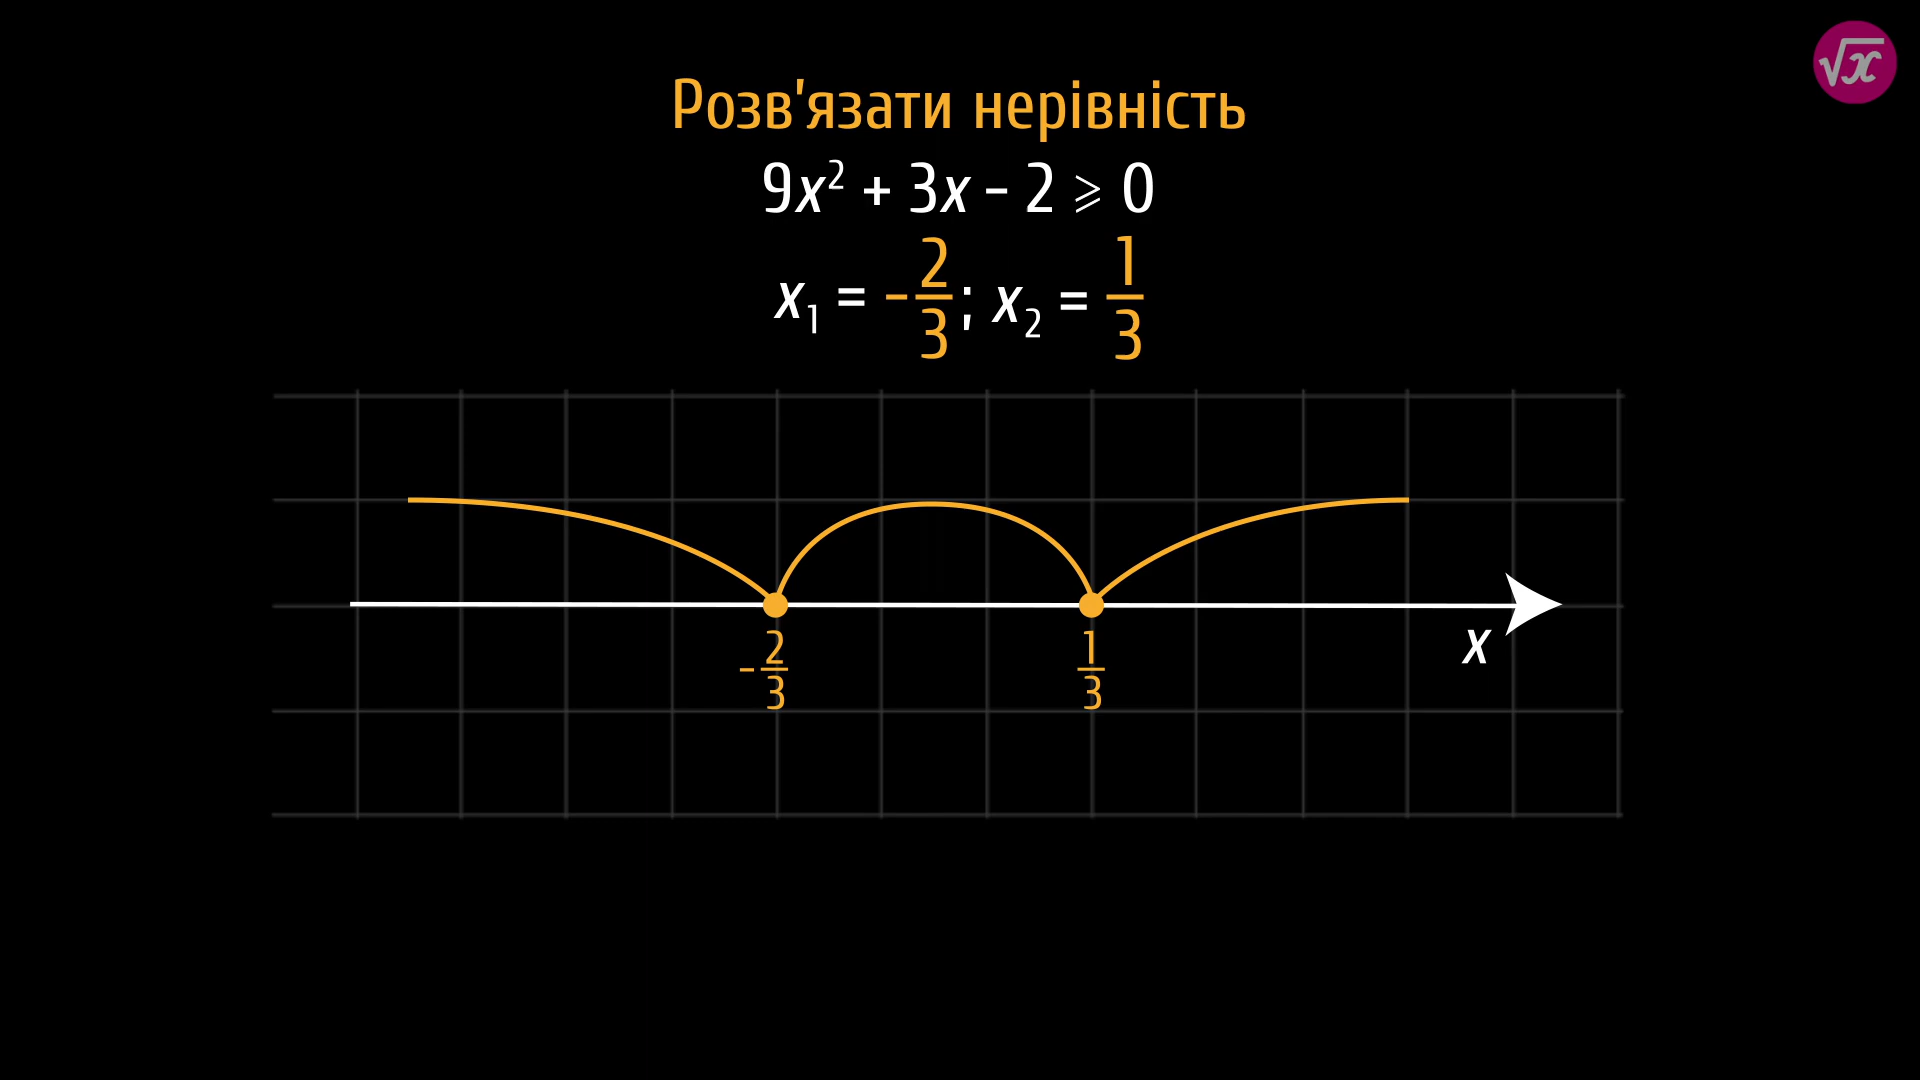 √x
Розв'язати нерівність
9x² + 3x - 2 ⩾ 0
x₁ = -2/3; x₂ = 1/3
-2/3 1/3 x